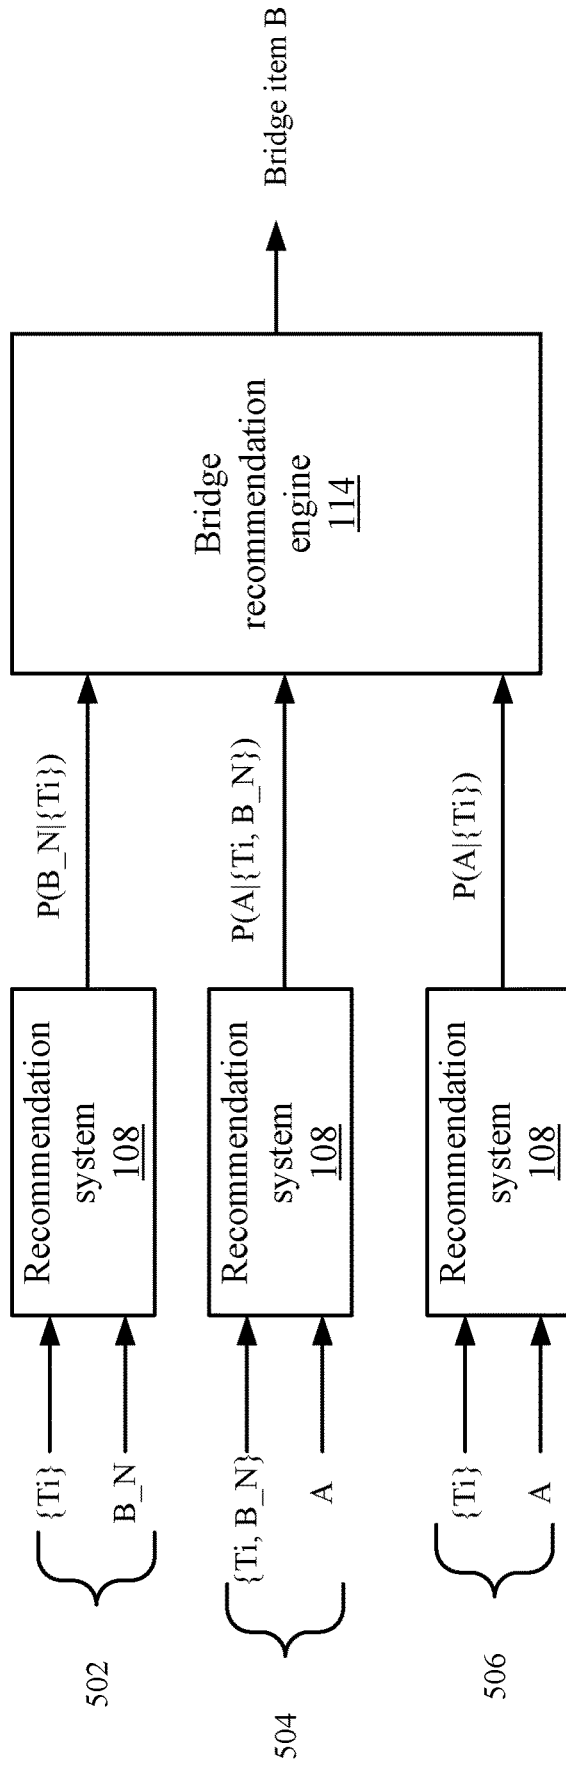 502
{Ti}
B_N
Recommendation
system
108
P(B_N|{Ti})
504
{Ti, B_N}
A
Recommendation
system
108
P(A|{Ti, B_N})
506
{Ti}
A
Recommendation
system
108
P(A|{Ti})
Bridge
recommendation
engine
114
Bridge item B